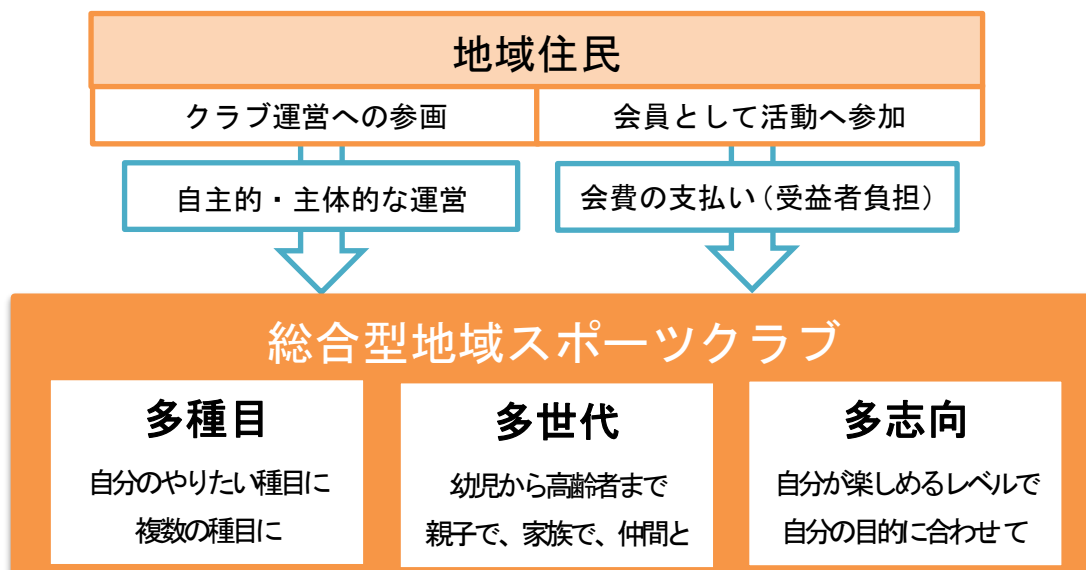 地域住民
クラブ運営への参画
会員として活動へ参加
自主的・主体的な運営
会費の支払い(受益者負担)
総合型地域スポーツクラブ
多種目
自分のやりたい種目に
複数の種目に
多世代
幼児から高齢者まで
親子で、家族で、仲間と
多志向
自分が楽しめるレベルで
自分の目的に合わせて